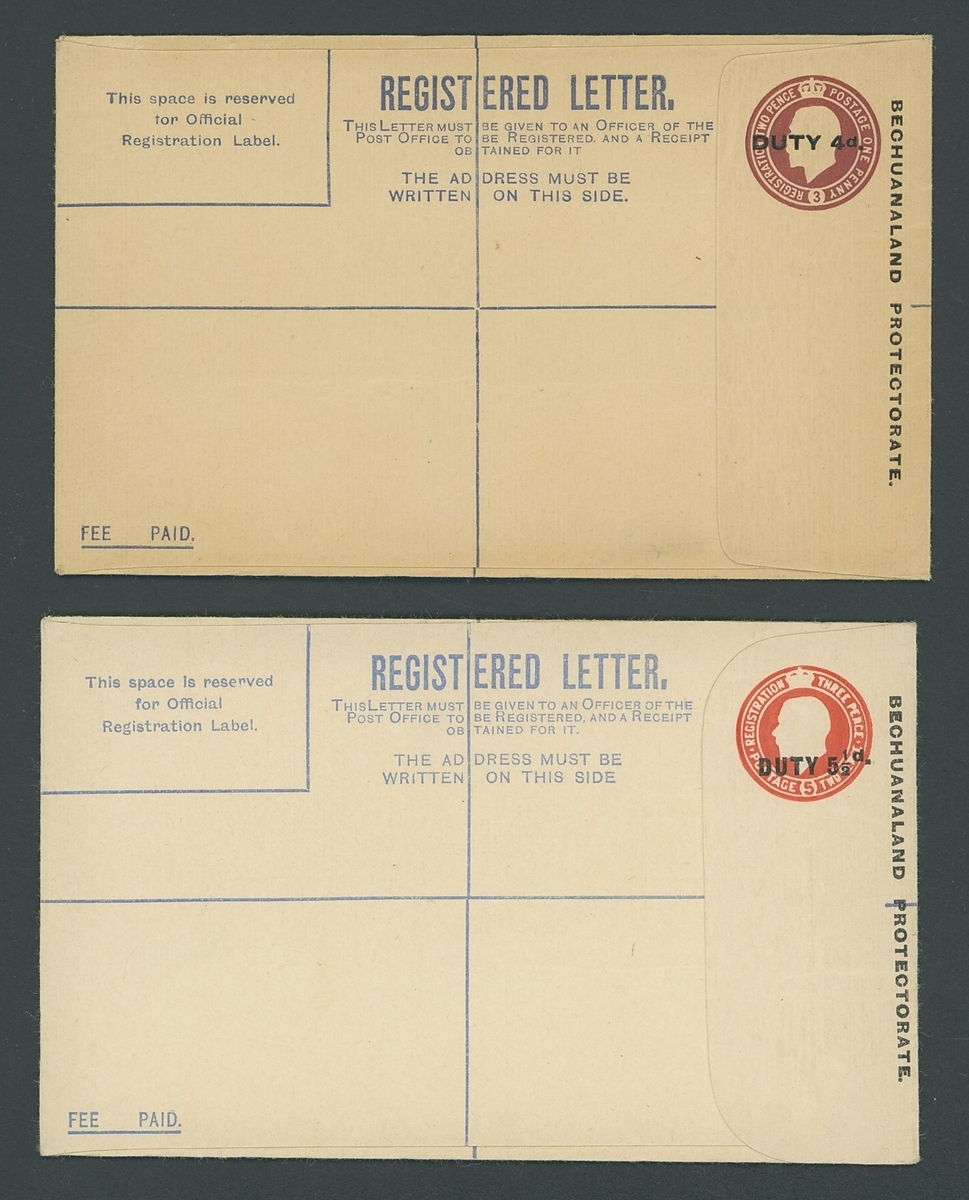 This space is reserved
for Official
Registration Label.
REGISTERED LETTER.
THIS LETTER MUST BE GIVEN TO AN OFFICER OF THE
POST OFFICE TO BE REGISTERED, AND A RECEIPT
OBTAINED FOR IT
THE ADDRESS MUST BE
WRITTEN ON THIS SIDE.
REGISTRATION TWO PENCE POSTAGE ONE PENNY
(3)
DUTY 4d.
BECHUANALAND PROTECTORATE.
FEE PAID.
This space is reserved
for Official
Registration Label.
REGISTERED LETTER.
THIS LETTER MUST BE GIVEN TO AN OFFICER OF THE
POST OFFICE TO BE REGISTERED, AND A RECEIPT
OBTAINED FOR IT.
THE ADDRESS MUST BE
WRITTEN ON THIS SIDE
REGISTRATION THREE PENCE · POSTAGE TWO
(5)
DUTY 5½d.
BECHUANALAND PROTECTORATE.
FEE PAID.